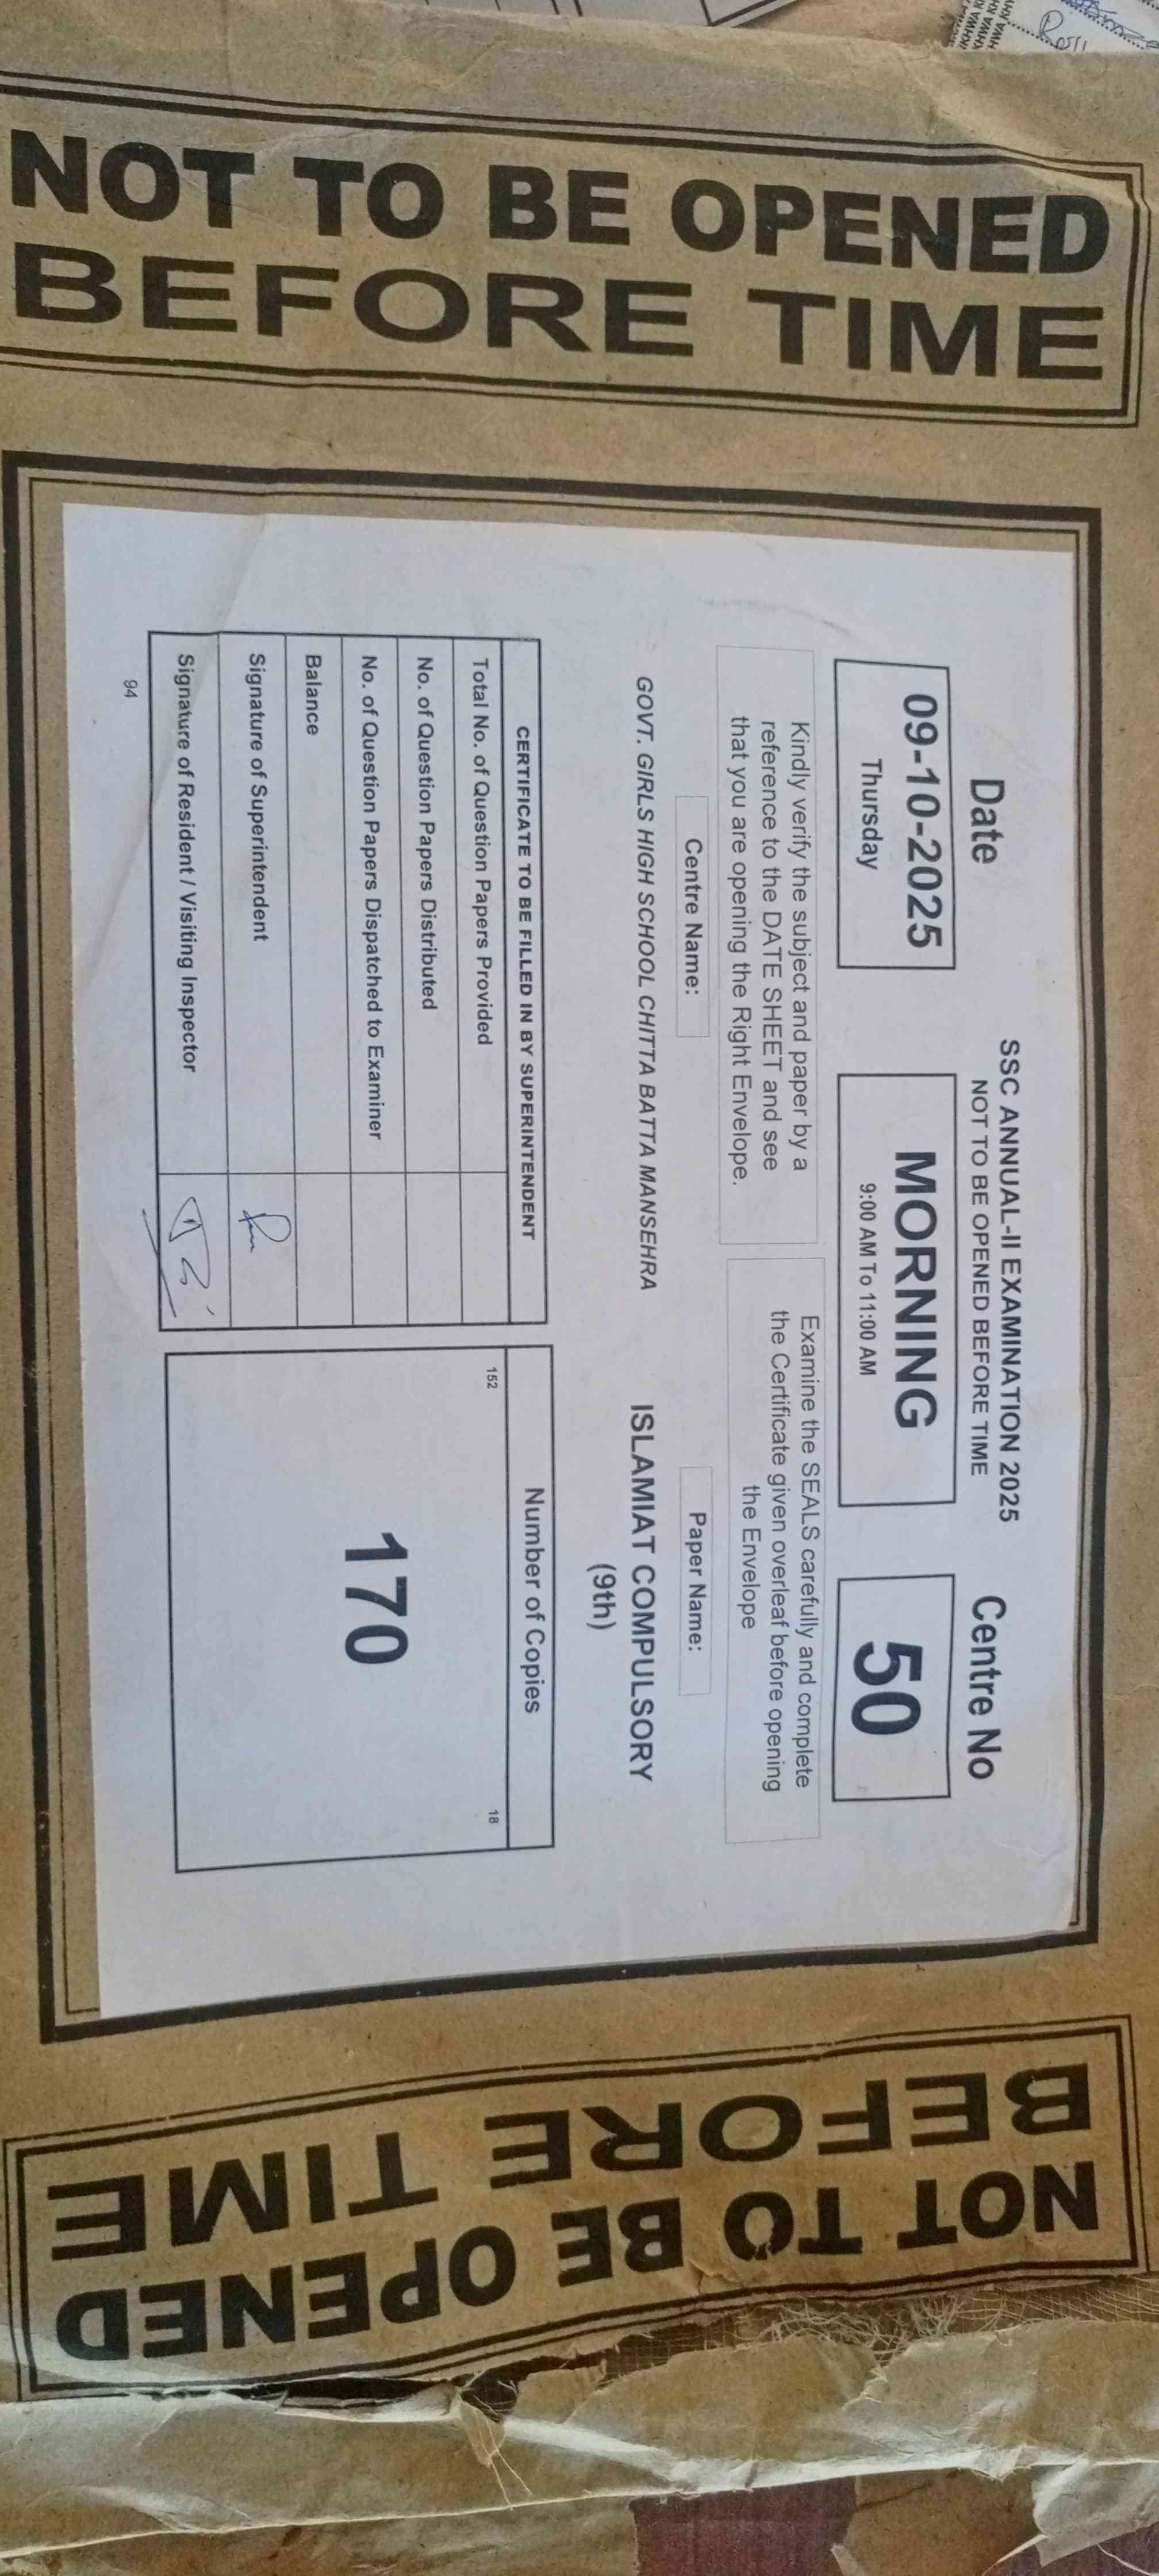 NOT TO BE OPENED
BEFORE TIME
SSC ANNUAL-II EXAMINATION 2025
NOT TO BE OPENED BEFORE TIME
Date
Centre No
09-10-2025
Thursday
MORNING
9:00 AM To 11:00 AM
50
Kindly verify the subject and paper by a
reference to the DATE SHEET and see
that you are opening the Right Envelope.
Examine the SEALS carefully and complete
the Certificate given overleaf before opening
the Envelope
Centre Name:
Paper Name:
GOVT. GIRLS HIGH SCHOOL CHITTA BATTA MANSEHRA
ISLAMIAT COMPULSORY
(9th)
CERTIFICATE TO BE FILLED IN BY SUPERINTENDENT
Total No. of Question Papers Provided
No. of Question Papers Distributed
No. of Question Papers Dispatched to Examiner
Balance
Signature of Superintendent
Signature of Resident / Visiting Inspector
Number of Copies
152
18
170
94
NOT TO BE OPENED
BEFORE TIME